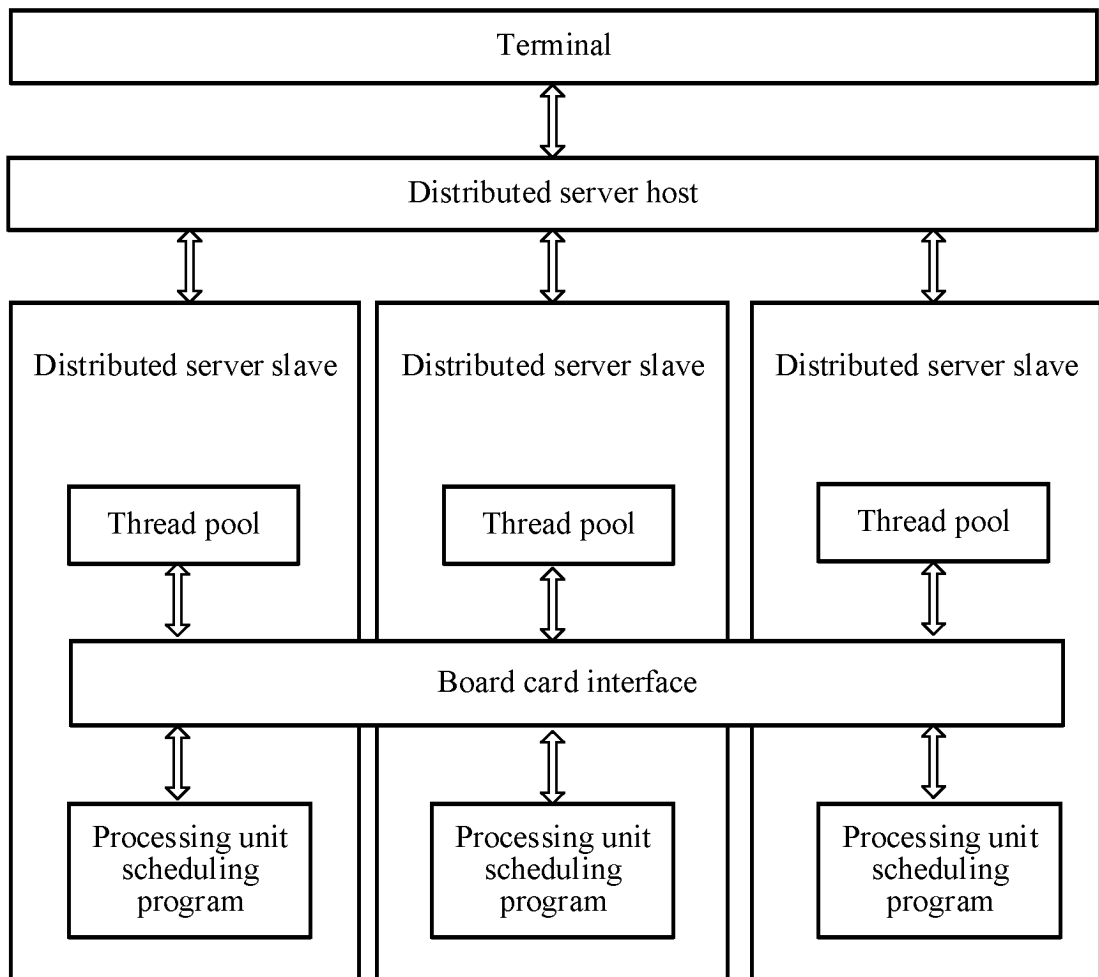 Terminal
Distributed server host
Distributed server slave
Distributed server slave
Distributed server slave
Thread pool
Thread pool
Thread pool
Board card interface
Processing unit
scheduling
program
Processing unit
scheduling
program
Processing unit
scheduling
program